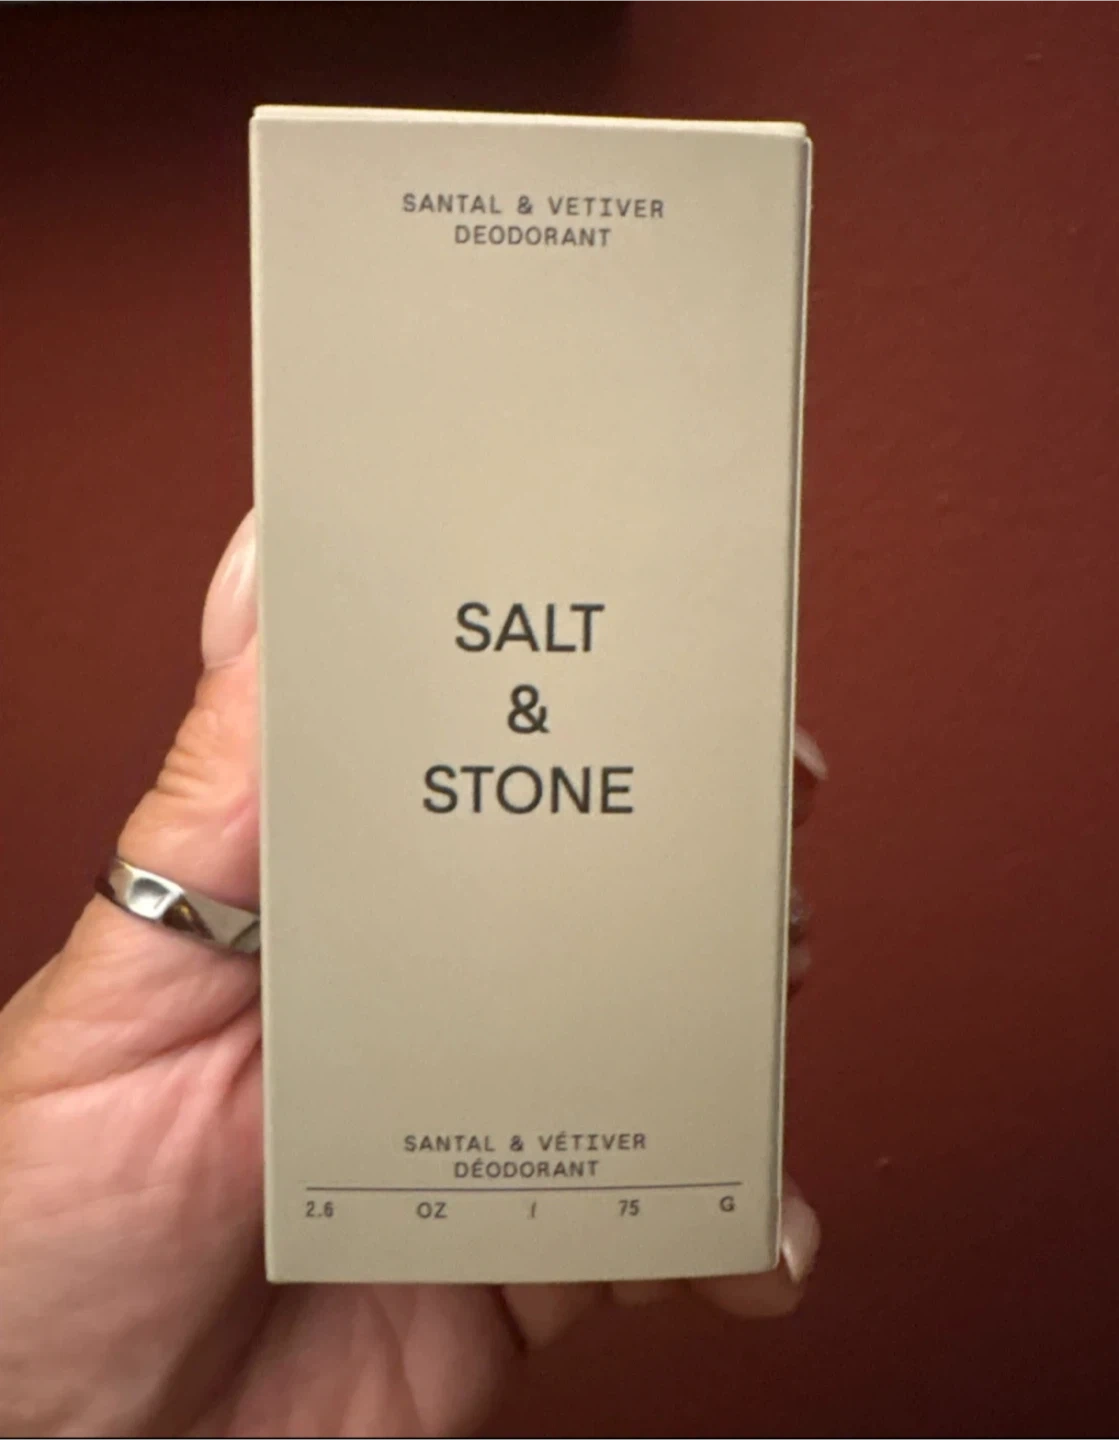 SANTAL & VETIVER
DEODORANT
SALT
&
STONE
SANTAL & VÉTIVER
DÉODORANT
2.6 OZ / 75 G